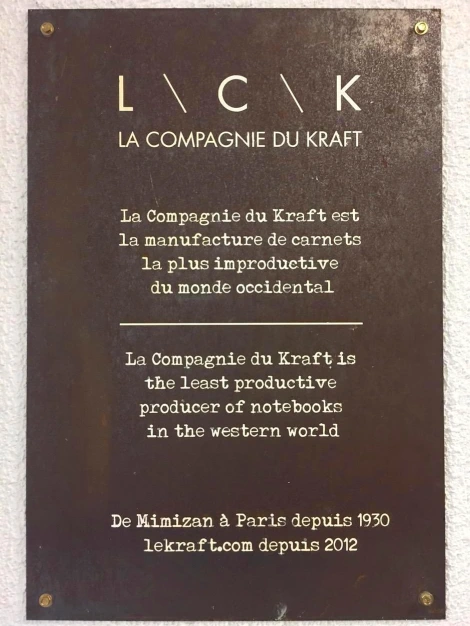 L \ C \ K
LA COMPAGNIE DU KRAFT
La Compagnie du Kraft est
la manufacture de carnets
la plus improductive
du monde occidental
La Compagnie du Kraft is
the least productive
producer of notebooks
in the western world
De Mimizan à Paris depuis 1930
lekraft.com depuis 2012